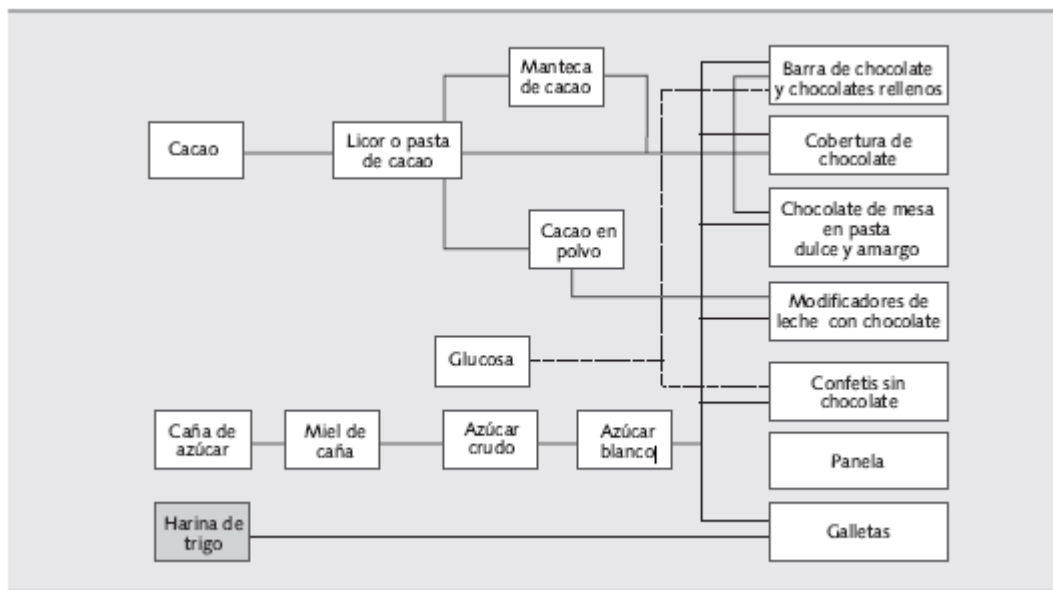 Manteca
de cacao
Barra de chocolate
y chocolates rellenos
Cacao
Licor o pasta
de cacao
Cobertura de
chocolate
Chocolate de mesa
en pasta
dulce y amargo
Cacao en
polvo
Modificadores de
leche con chocolate
Glucosa
Confetis sin
chocolate
Caña de
azúcar
Miel de
caña
Azúcar
crudo
Azúcar
blanco
Panela
Harina de
trigo
Galletas